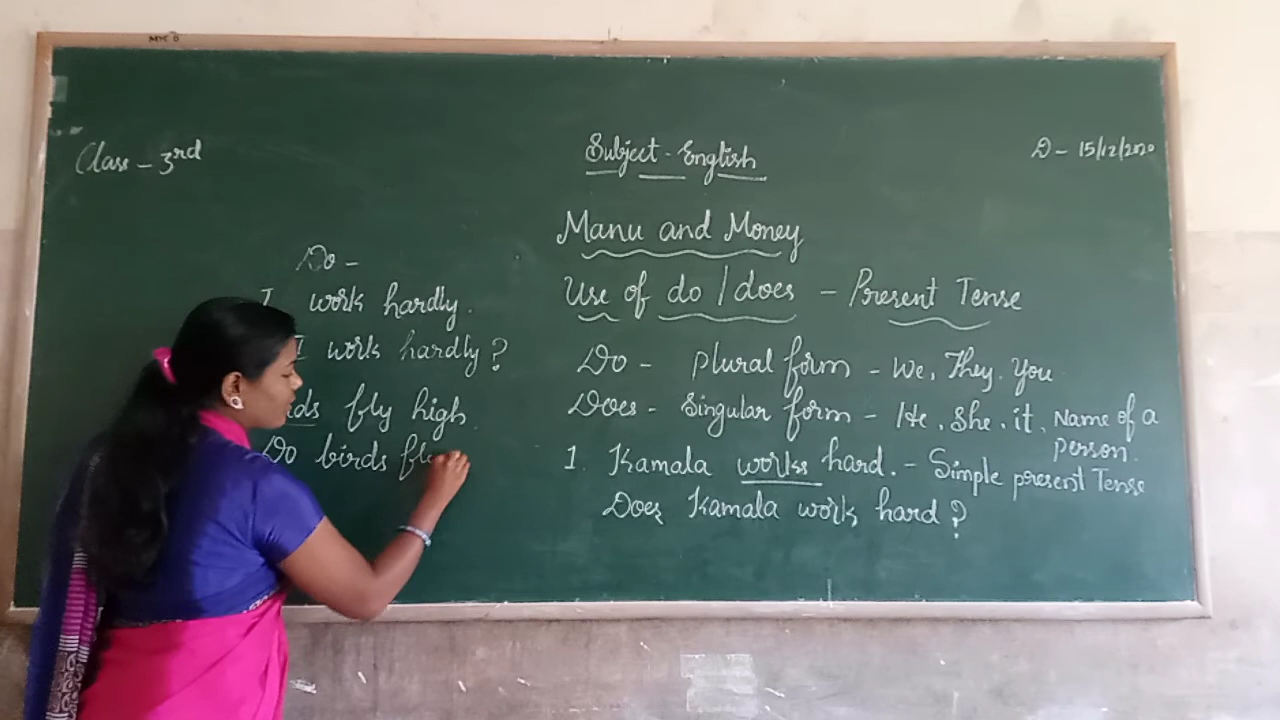 Class - 3rd
Subject - English
D - 15/12/2020
Manu and Money
Use of do / does - Present Tense
Do - Plural form - We, They, You
Does - Singular form - He, She, it, Name of a
person.
1. Kamala works hard. - Simple present Tense
Does Kamala work hard ?
Do -
I work hardly.
I work hardly ?
fly high.
Do birds